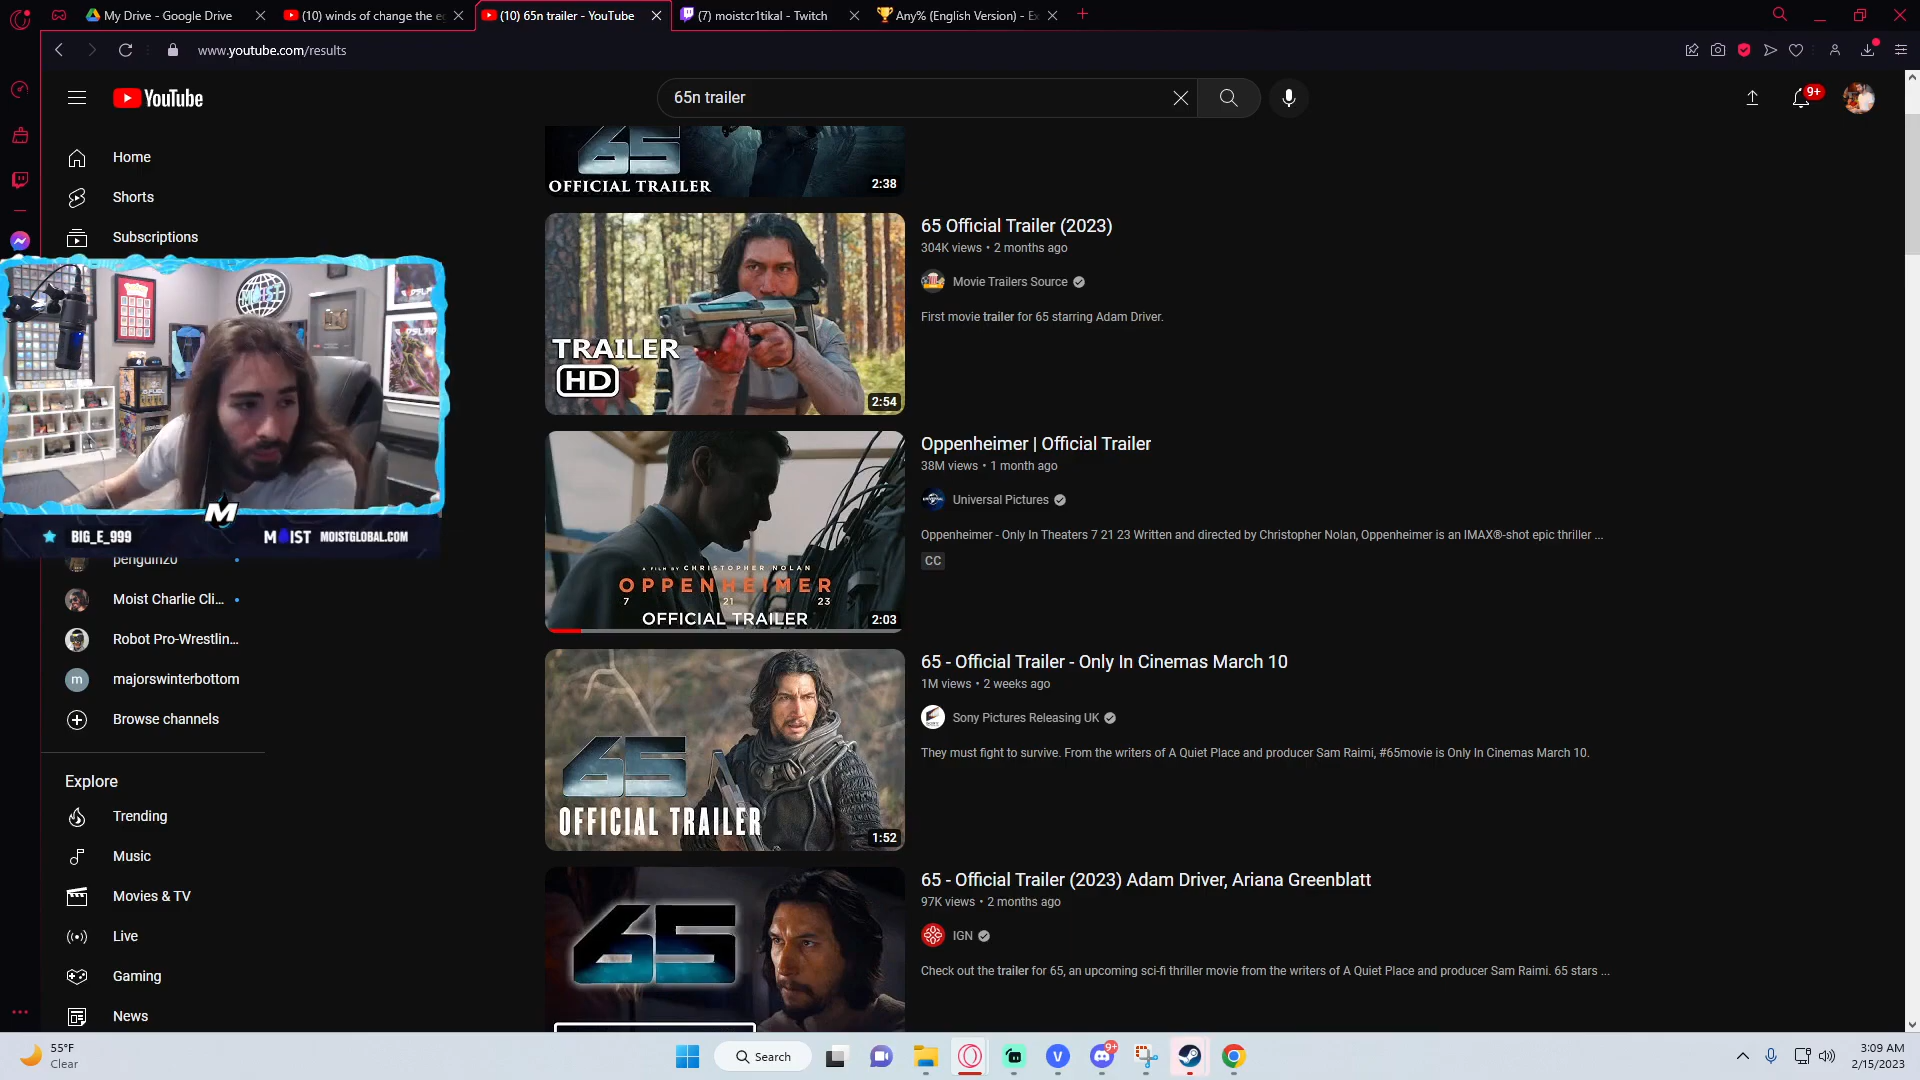 My Drive - Google Drive
(10) winds of change the eg
(10) 65n trailer - YouTube
(7) moistcr1tikal - Twitch
Any% (English Version) - Ex
www.youtube.com/results
YouTube
65n trailer
9+
Home
Shorts
Subscriptions
65
OFFICIAL TRAILER
2:38
TRAILER
HD
2:54
65 Official Trailer (2023)
304K views • 2 months ago
Movie Trailers Source
First movie trailer for 65 starring Adam Driver.
MOIST
M
BIG_E_999
MOIST
MOISTGLOBAL.COM
penguinz0
Moist Charlie Cli...
Robot Pro-Wrestlin...
m
majorswinterbottom
Browse channels
Explore
Trending
Music
Movies & TV
Live
Gaming
News
A FILM BY CHRISTOPHER NOLAN
OPPENHEIMER
7 21 23
OFFICIAL TRAILER
2:03
Oppenheimer | Official Trailer
38M views • 1 month ago
Universal Pictures
Oppenheimer - Only In Theaters 7 21 23 Written and directed by Christopher Nolan, Oppenheimer is an IMAX®-shot epic thriller ...
CC
65
OFFICIAL TRAILER
1:52
65 - Official Trailer - Only In Cinemas March 10
1M views • 2 weeks ago
Sony Pictures Releasing UK
They must fight to survive. From the writers of A Quiet Place and producer Sam Raimi, #65movie is Only In Cinemas March 10.
65
65 - Official Trailer (2023) Adam Driver, Ariana Greenblatt
97K views • 2 months ago
IGN
Check out the trailer for 65, an upcoming sci-fi thriller movie from the writers of A Quiet Place and producer Sam Raimi. 65 stars ...
55°F
Clear
Search
V
9+
3:09 AM
2/15/2023